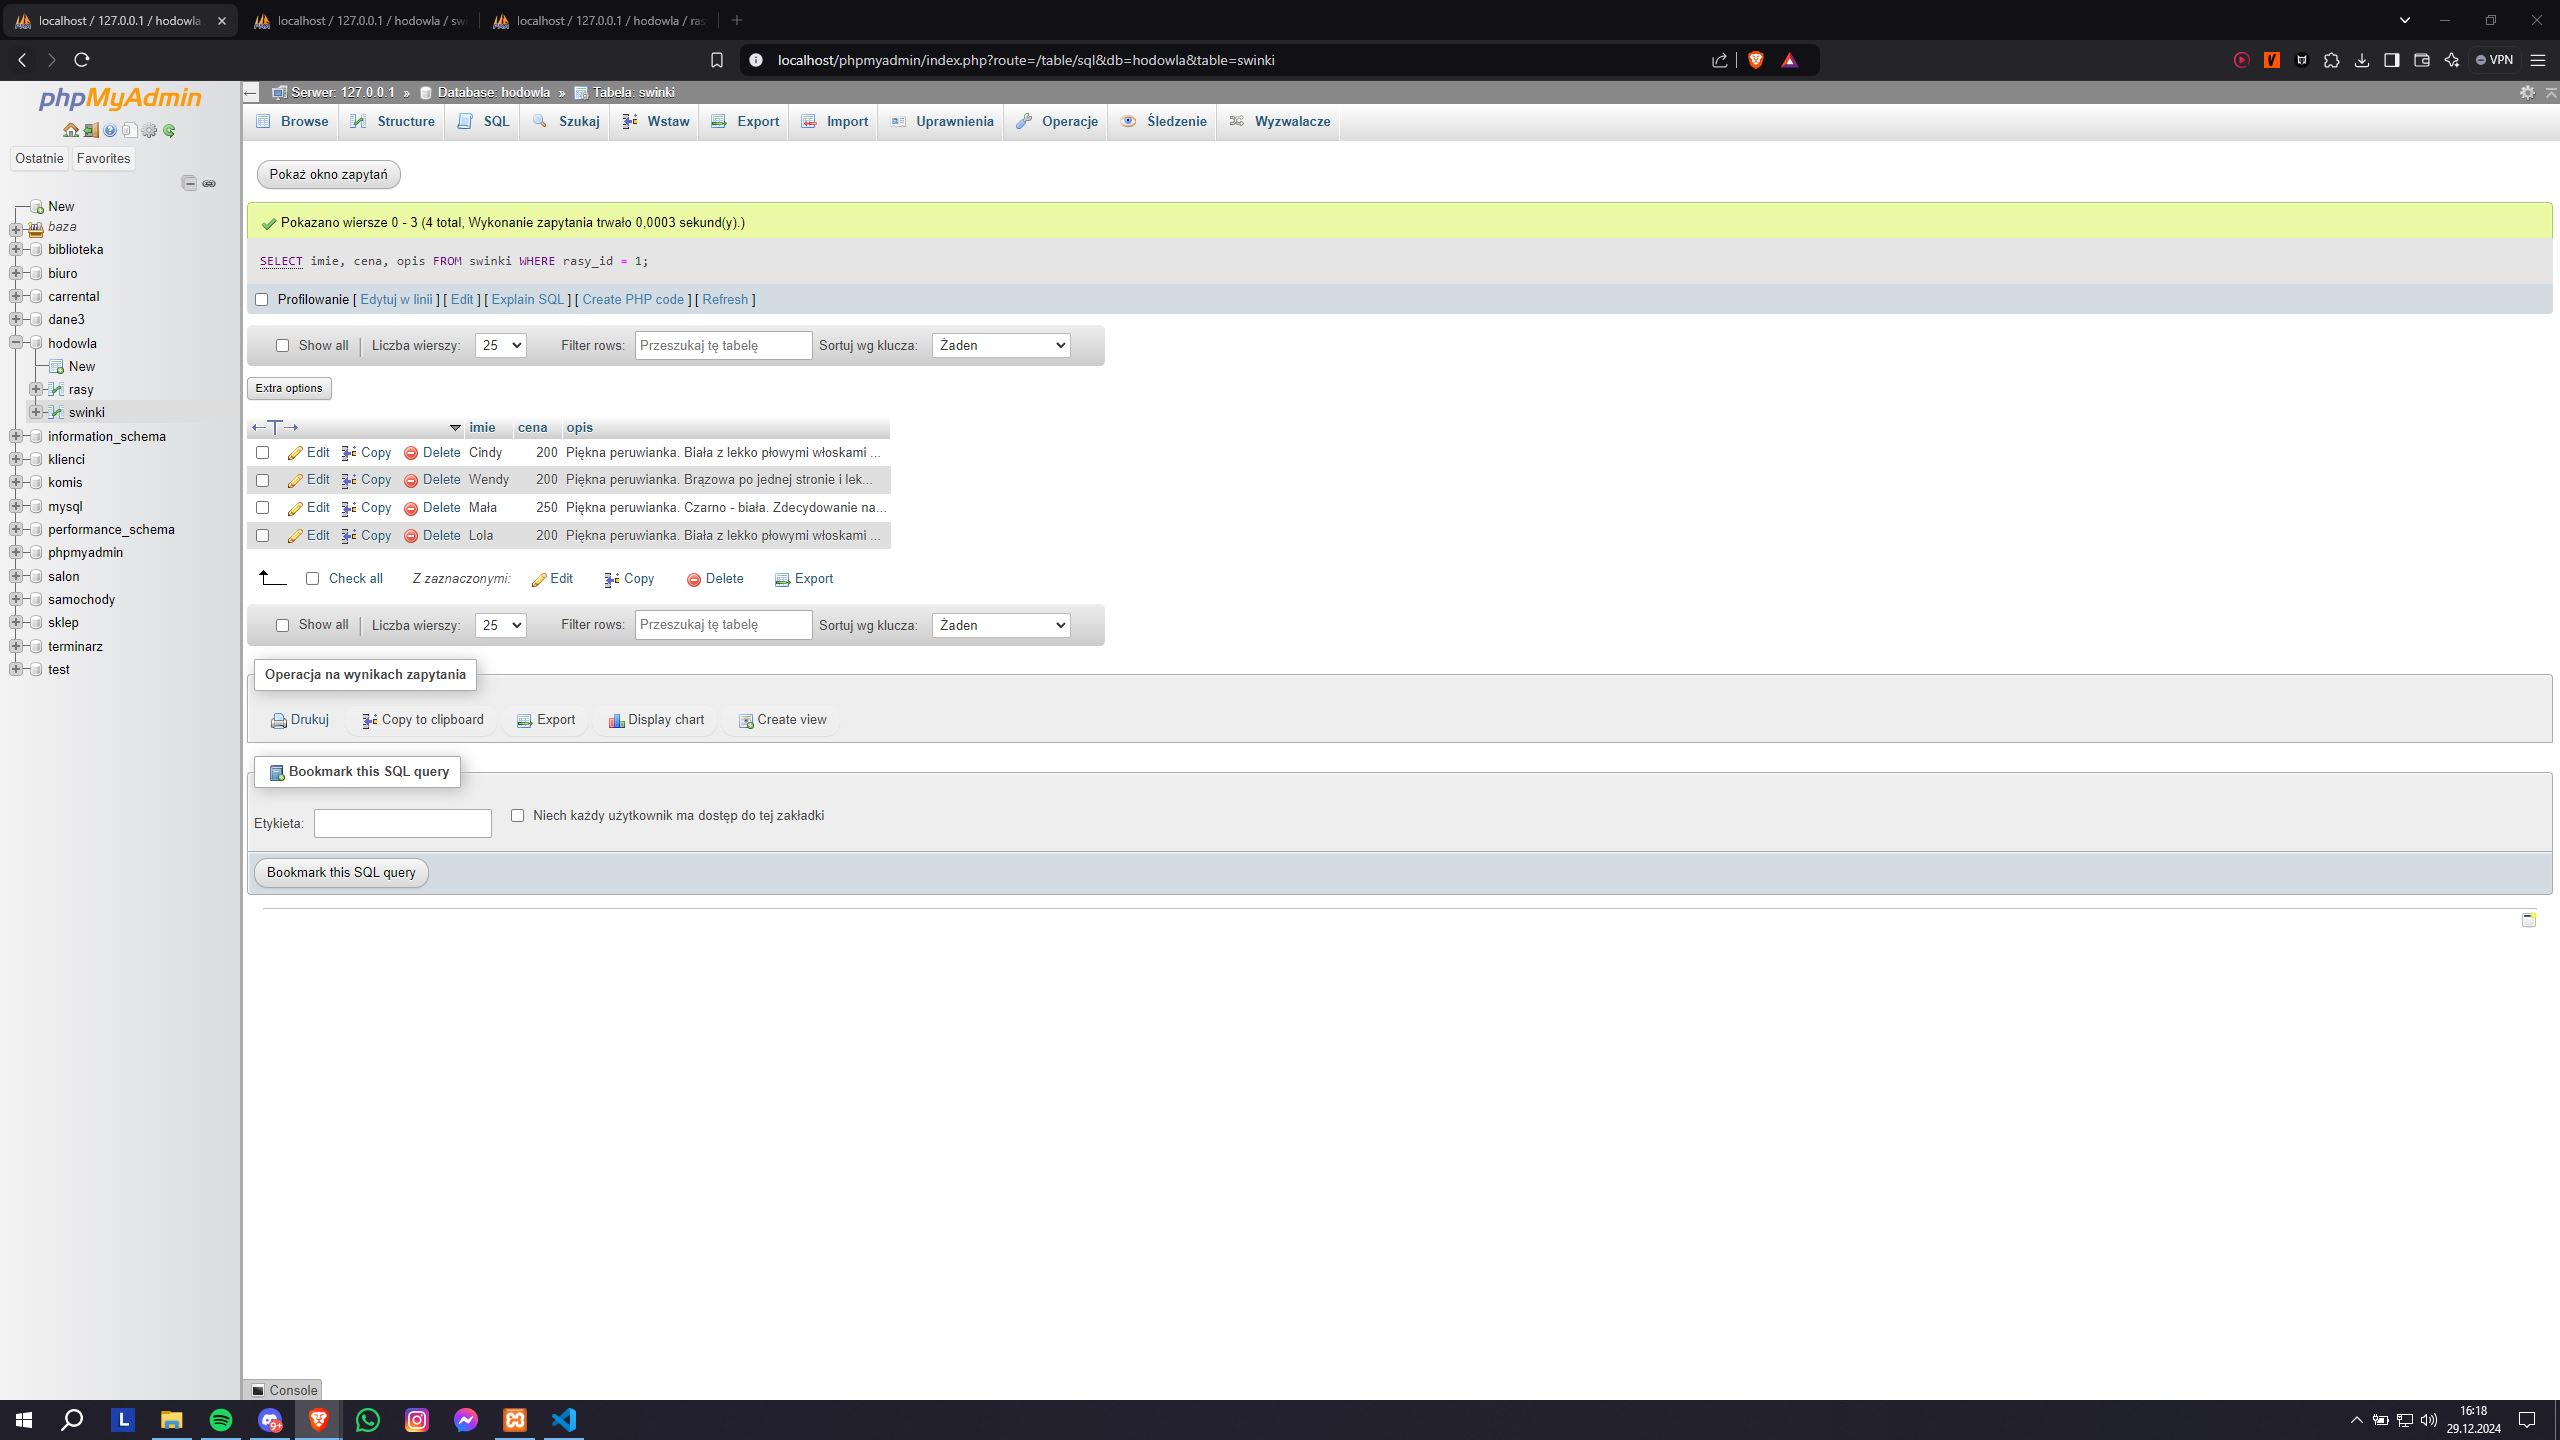 localhost / 127.0.0.1 / hodowla
localhost / 127.0.0.1 / hodowla / sw
localhost / 127.0.0.1 / hodowla / ras
localhost/phpmyadmin/index.php?route=/table/sql&db=hodowla&table=swinki
VPN
phpMyAdmin
Ostatnie Favorites
New
baza
biblioteka
biuro
carrental
dane3
hodowla
New
rasy
swinki
information_schema
klienci
komis
mysql
performance_schema
phpmyadmin
salon
samochody
sklep
terminarz
test
Serwer: 127.0.0.1 » Database: hodowla » Tabela: swinki
Browse Structure SQL Szukaj Wstaw Export Import Uprawnienia Operacje Śledzenie Wyzwalacze
Pokaż okno zapytań
Pokazano wiersze 0 - 3 (4 total, Wykonanie zapytania trwało 0,0003 sekund(y).)
SELECT imie, cena, opis FROM swinki WHERE rasy_id = 1;
Profilowanie [ Edytuj w linii ] [ Edit ] [ Explain SQL ] [ Create PHP code ] [ Refresh ]
Show all Liczba wierszy: 25 Filter rows: Przeszukaj tę tabelę Sortuj wg klucza: Żaden
Extra options
imie cena opis
Edit Copy Delete Cindy 200 Piękna peruwianka. Biała z lekko płowymi włoskami ...
Edit Copy Delete Wendy 200 Piękna peruwianka. Brązowa po jednej stronie i lek...
Edit Copy Delete Mała 250 Piękna peruwianka. Czarno - biała. Zdecydowanie na...
Edit Copy Delete Lola 200 Piękna peruwianka. Biała z lekko płowymi włoskami ...
Check all Z zaznaczonymi: Edit Copy Delete Export
Show all Liczba wierszy: 25 Filter rows: Przeszukaj tę tabelę Sortuj wg klucza: Żaden
Operacja na wynikach zapytania
Drukuj Copy to clipboard Export Display chart Create view
Bookmark this SQL query
Etykieta: Niech każdy użytkownik ma dostęp do tej zakładki
Bookmark this SQL query
Console
L
9+
16:18
29.12.2024